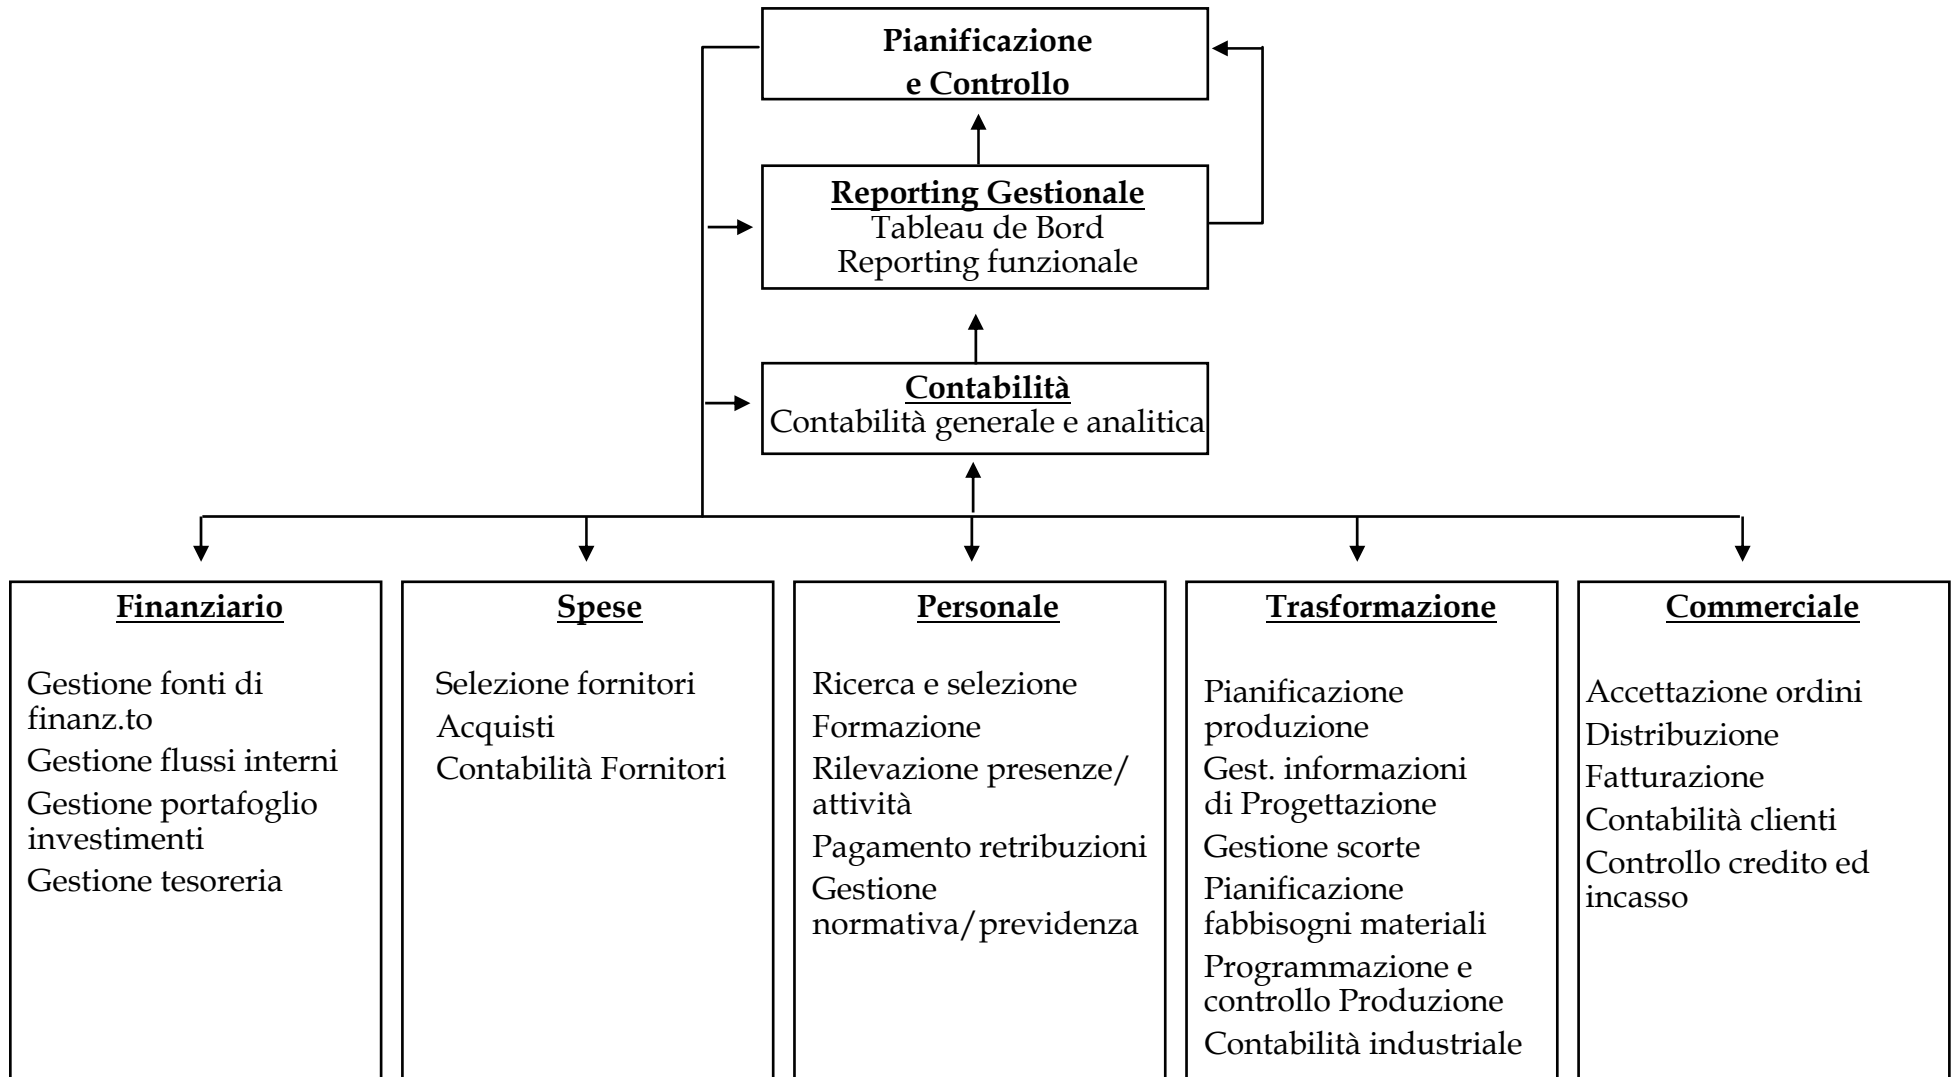 Pianificazione
e Controllo
Reporting Gestionale
Tableau de Bord
Reporting funzionale
Contabilità
Contabilità generale e analitica
Finanziario
Gestione fonti di
finanz.to
Gestione flussi interni
Gestione portafoglio
investimenti
Gestione tesoreria
Spese
Selezione fornitori
Acquisti
Contabilità Fornitori
Personale
Ricerca e selezione
Formazione
Rilevazione presenze/
attività
Pagamento retribuzioni
Gestione
normativa/previdenza
Trasformazione
Pianificazione
produzione
Gest. informazioni
di Progettazione
Gestione scorte
Pianificazione
fabbisogni materiali
Programmazione e
controllo Produzione
Contabilità industriale
Commerciale
Accettazione ordini
Distribuzione
Fatturazione
Contabilità clienti
Controllo credito ed
incasso